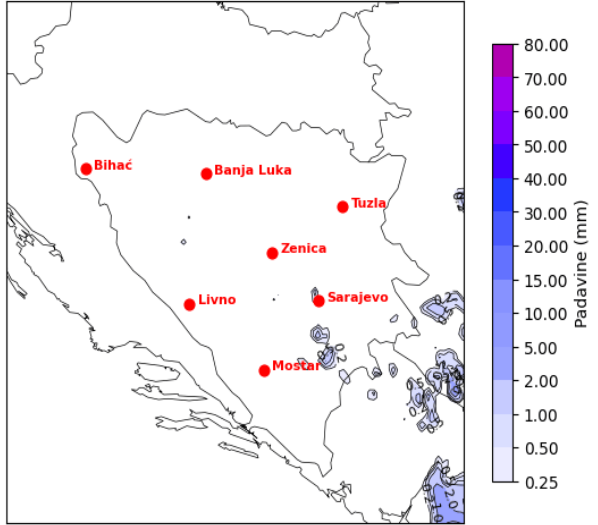 Bihać
Banja Luka
Tuzla
Zenica
Livno
Sarajevo
Mostar
80.00
70.00
60.00
50.00
40.00
30.00
20.00
15.00
10.00
5.00
2.00
1.00
0.50
0.25
Padavine (mm)